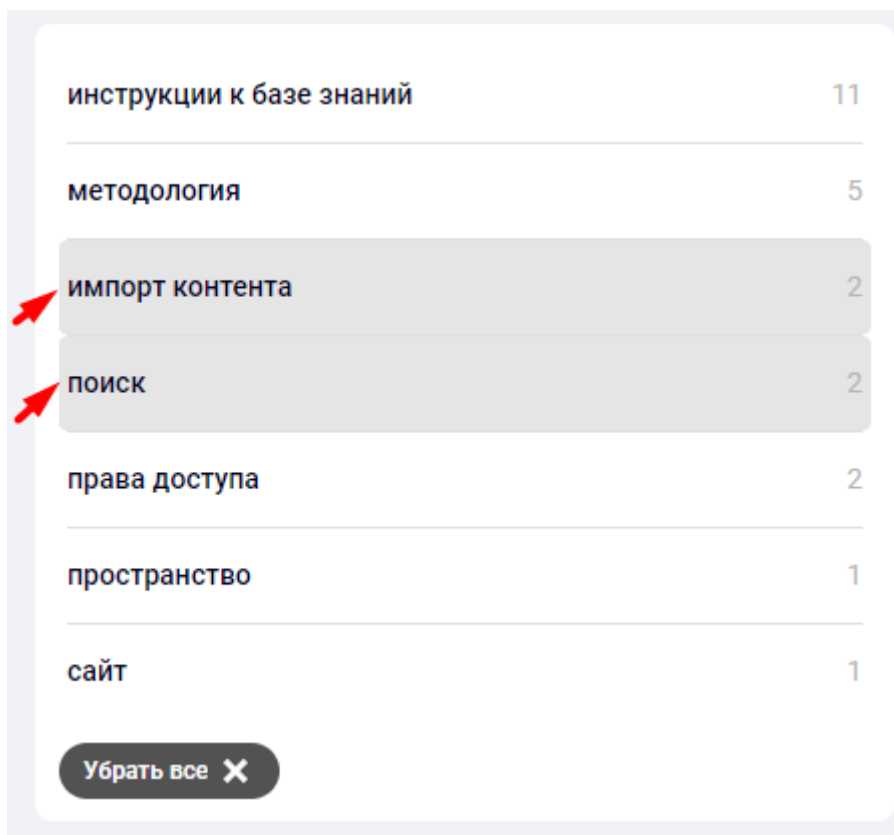 инструкции к базе знаний 11
методология 5
импорт контента 2
поиск 2
права доступа 2
пространство 1
сайт 1
Убрать все